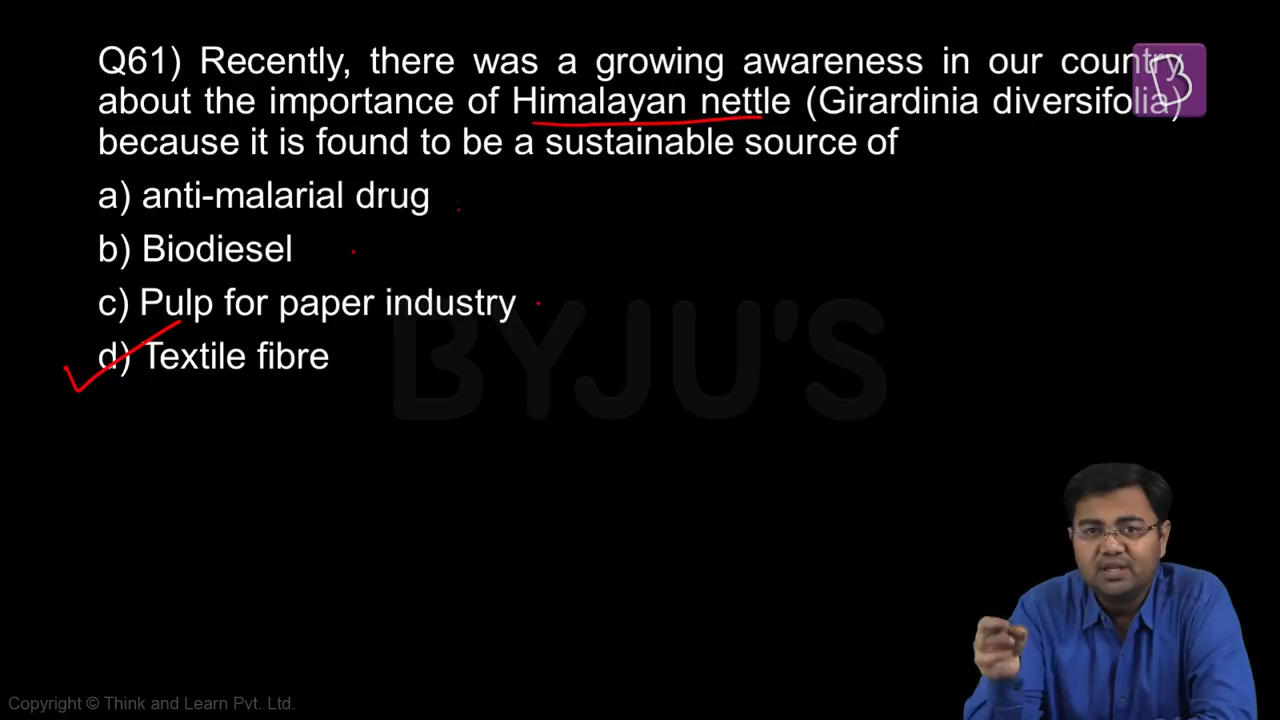 Q61) Recently, there was a growing awareness in our country
about the importance of Himalayan nettle (Girardinia diversifolia)
because it is found to be a sustainable source of
a) anti-malarial drug
b) Biodiesel
c) Pulp for paper industry
d) Textile fibre
BYJU'S
Copyright © Think and Learn Pvt. Ltd.